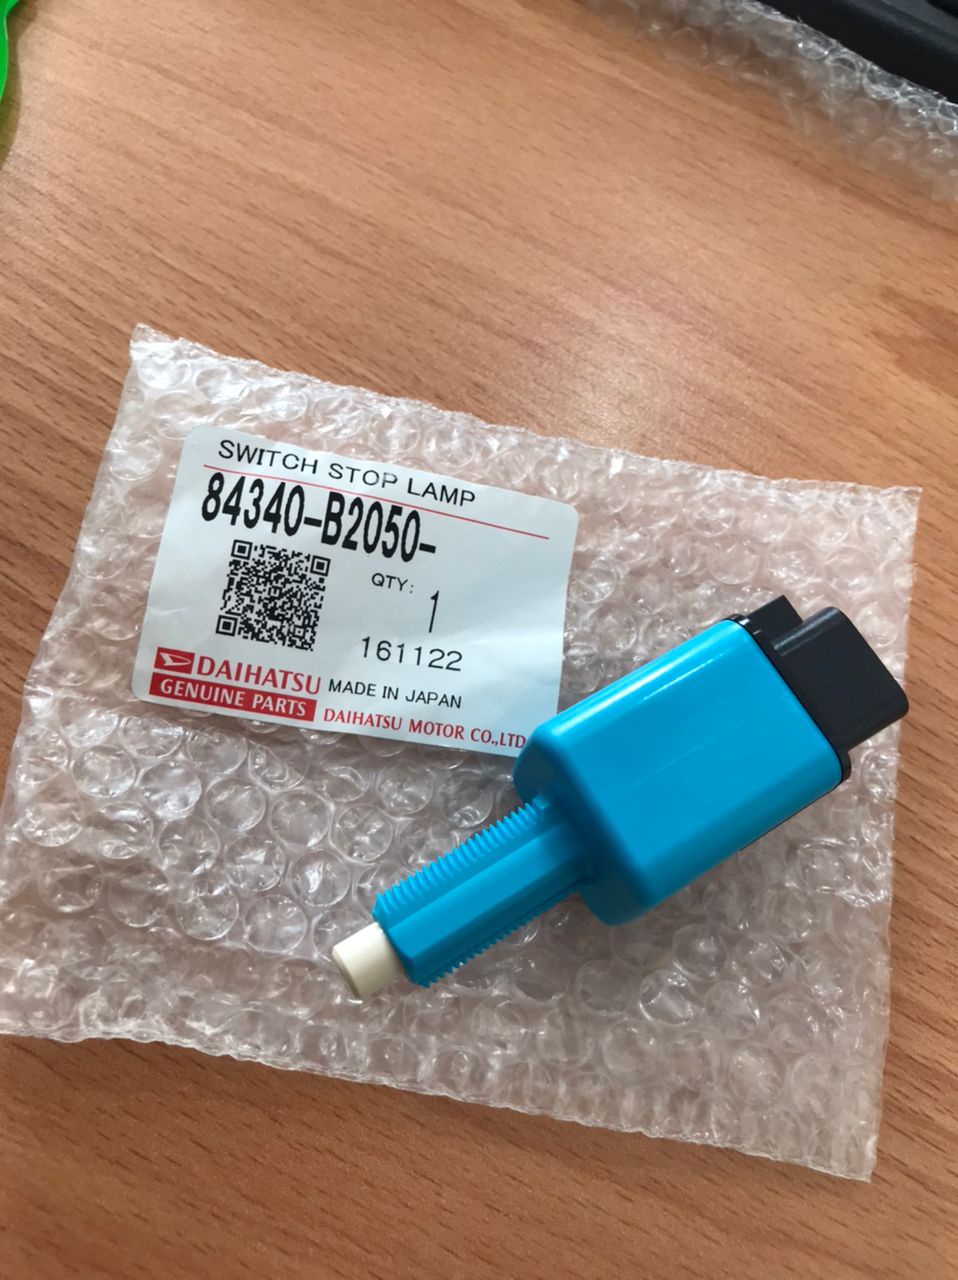 SWITCH STOP LAMP
84340-B2050-
QTY: 1
161122
DAIHATSU
GENUINE PARTS
MADE IN JAPAN
DAIHATSU MOTOR CO.,LTD